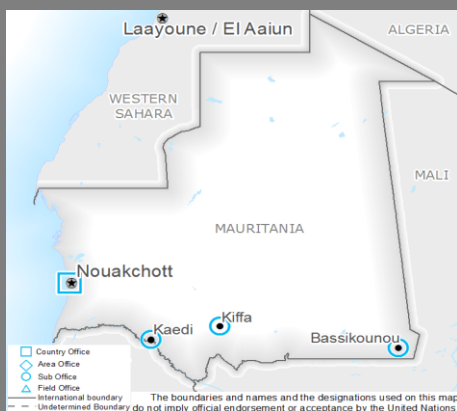 Laayoune / El Aaiun
ALGERIA
WESTERN
SAHARA
MALI
MAURITANIA
Nouakchott
Kiffa
Kaedi
Bassikounou
Country Office
Area Office
Sub Office
Field Office
International boundary
Undetermined Boundary
The boundaries and names and the designations used on this map
do not imply official endorsement or acceptance by the United Nations.